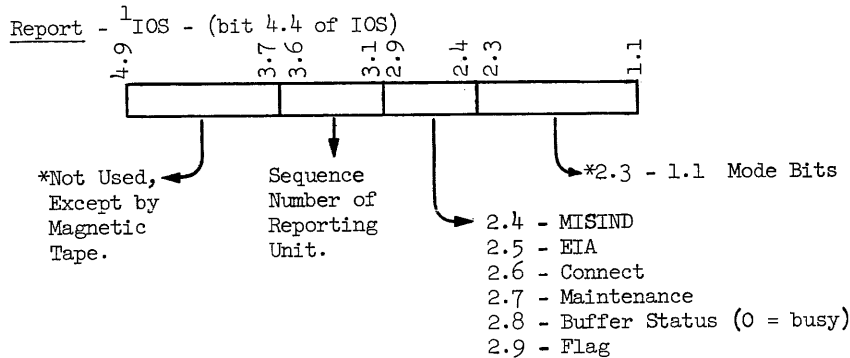 Report - ¹IOS - (bit 4.4 of IOS)
4.9 3.7 3.6 3.1 2.9 2.4 2.3 1.1
*Not Used,
Except by
Magnetic
Tape.
Sequence
Number of
Reporting
Unit.
*2.3 - 1.1 Mode Bits
2.4 - MISIND
2.5 - EIA
2.6 - Connect
2.7 - Maintenance
2.8 - Buffer Status (0 = busy)
2.9 - Flag